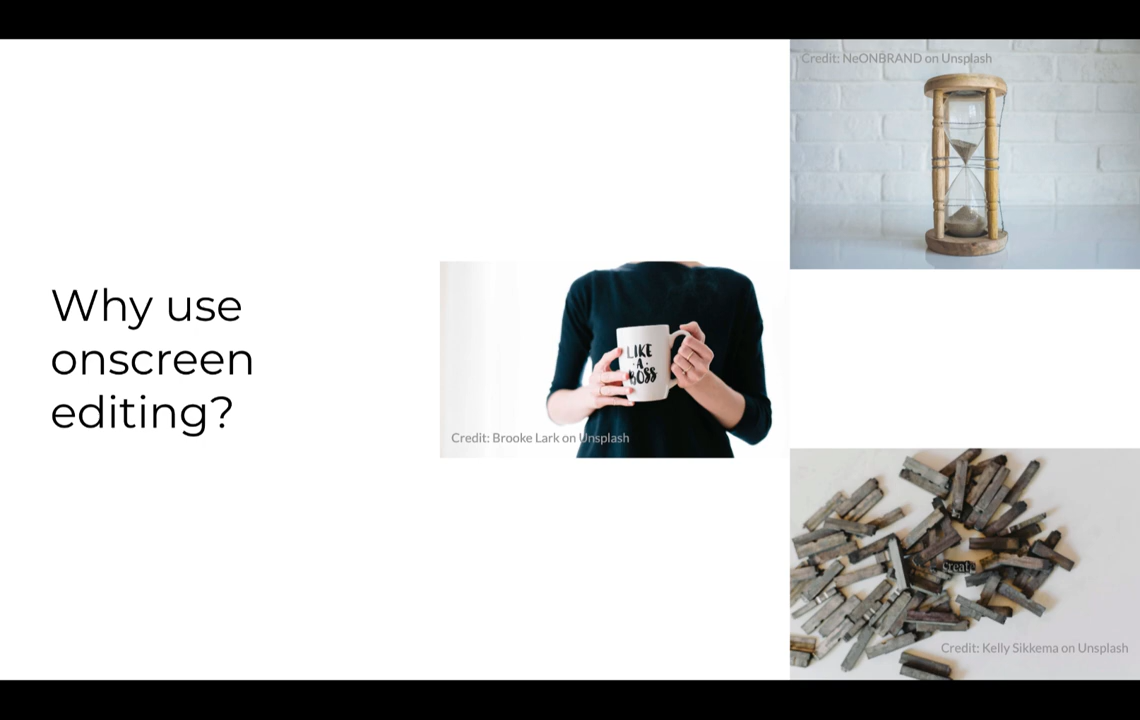 Why use
onscreen
editing?
Credit: NeONBRAND on Unsplash
LIKE
·A·
BOSS
Credit: Brooke Lark on Unsplash
create
Credit: Kelly Sikkema on Unsplash